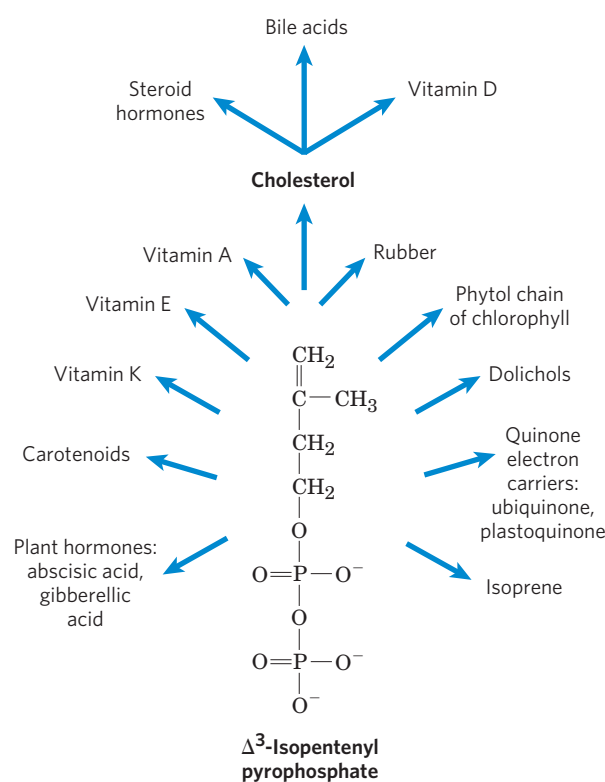 Bile acids
Steroid
hormones
Vitamin D
Cholesterol
Vitamin A
Rubber
Vitamin E
Phytol chain
of chlorophyll
Vitamin K
Dolichols
Carotenoids
Quinone
electron
carriers:
ubiquinone,
plastoquinone
Plant hormones:
abscisic acid,
gibberellic
acid
Isoprene
CH₂
C—CH₃
CH₂
CH₂
O
O=P—O⁻
O
O=P—O⁻
O⁻
Δ³-Isopentenyl
pyrophosphate